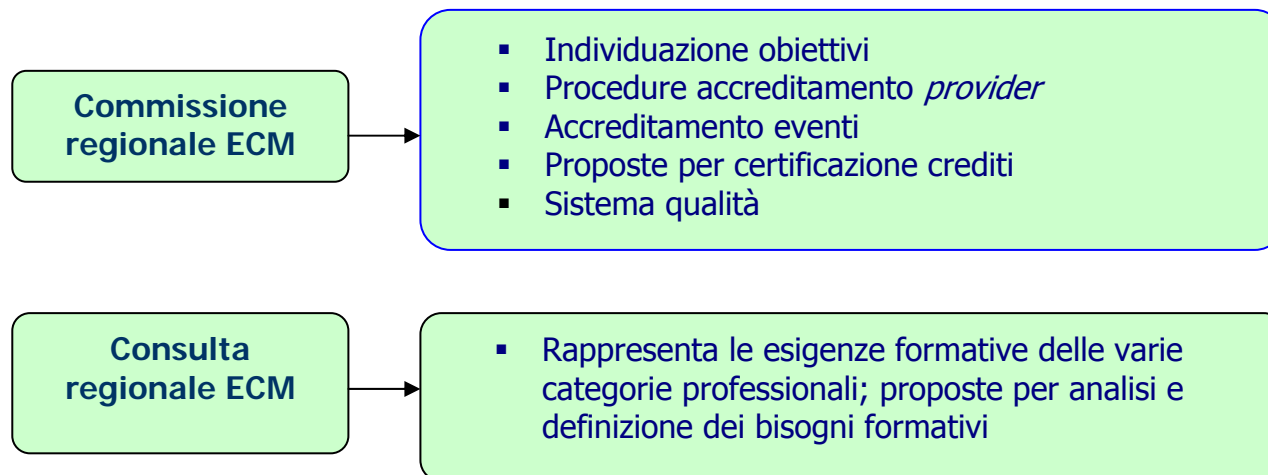 Commissione
regionale ECM
▪ Individuazione obiettivi
▪ Procedure accreditamento provider
▪ Accreditamento eventi
▪ Proposte per certificazione crediti
▪ Sistema qualità
Consulta
regionale ECM
▪ Rappresenta le esigenze formative delle varie
categorie professionali; proposte per analisi e
definizione dei bisogni formativi